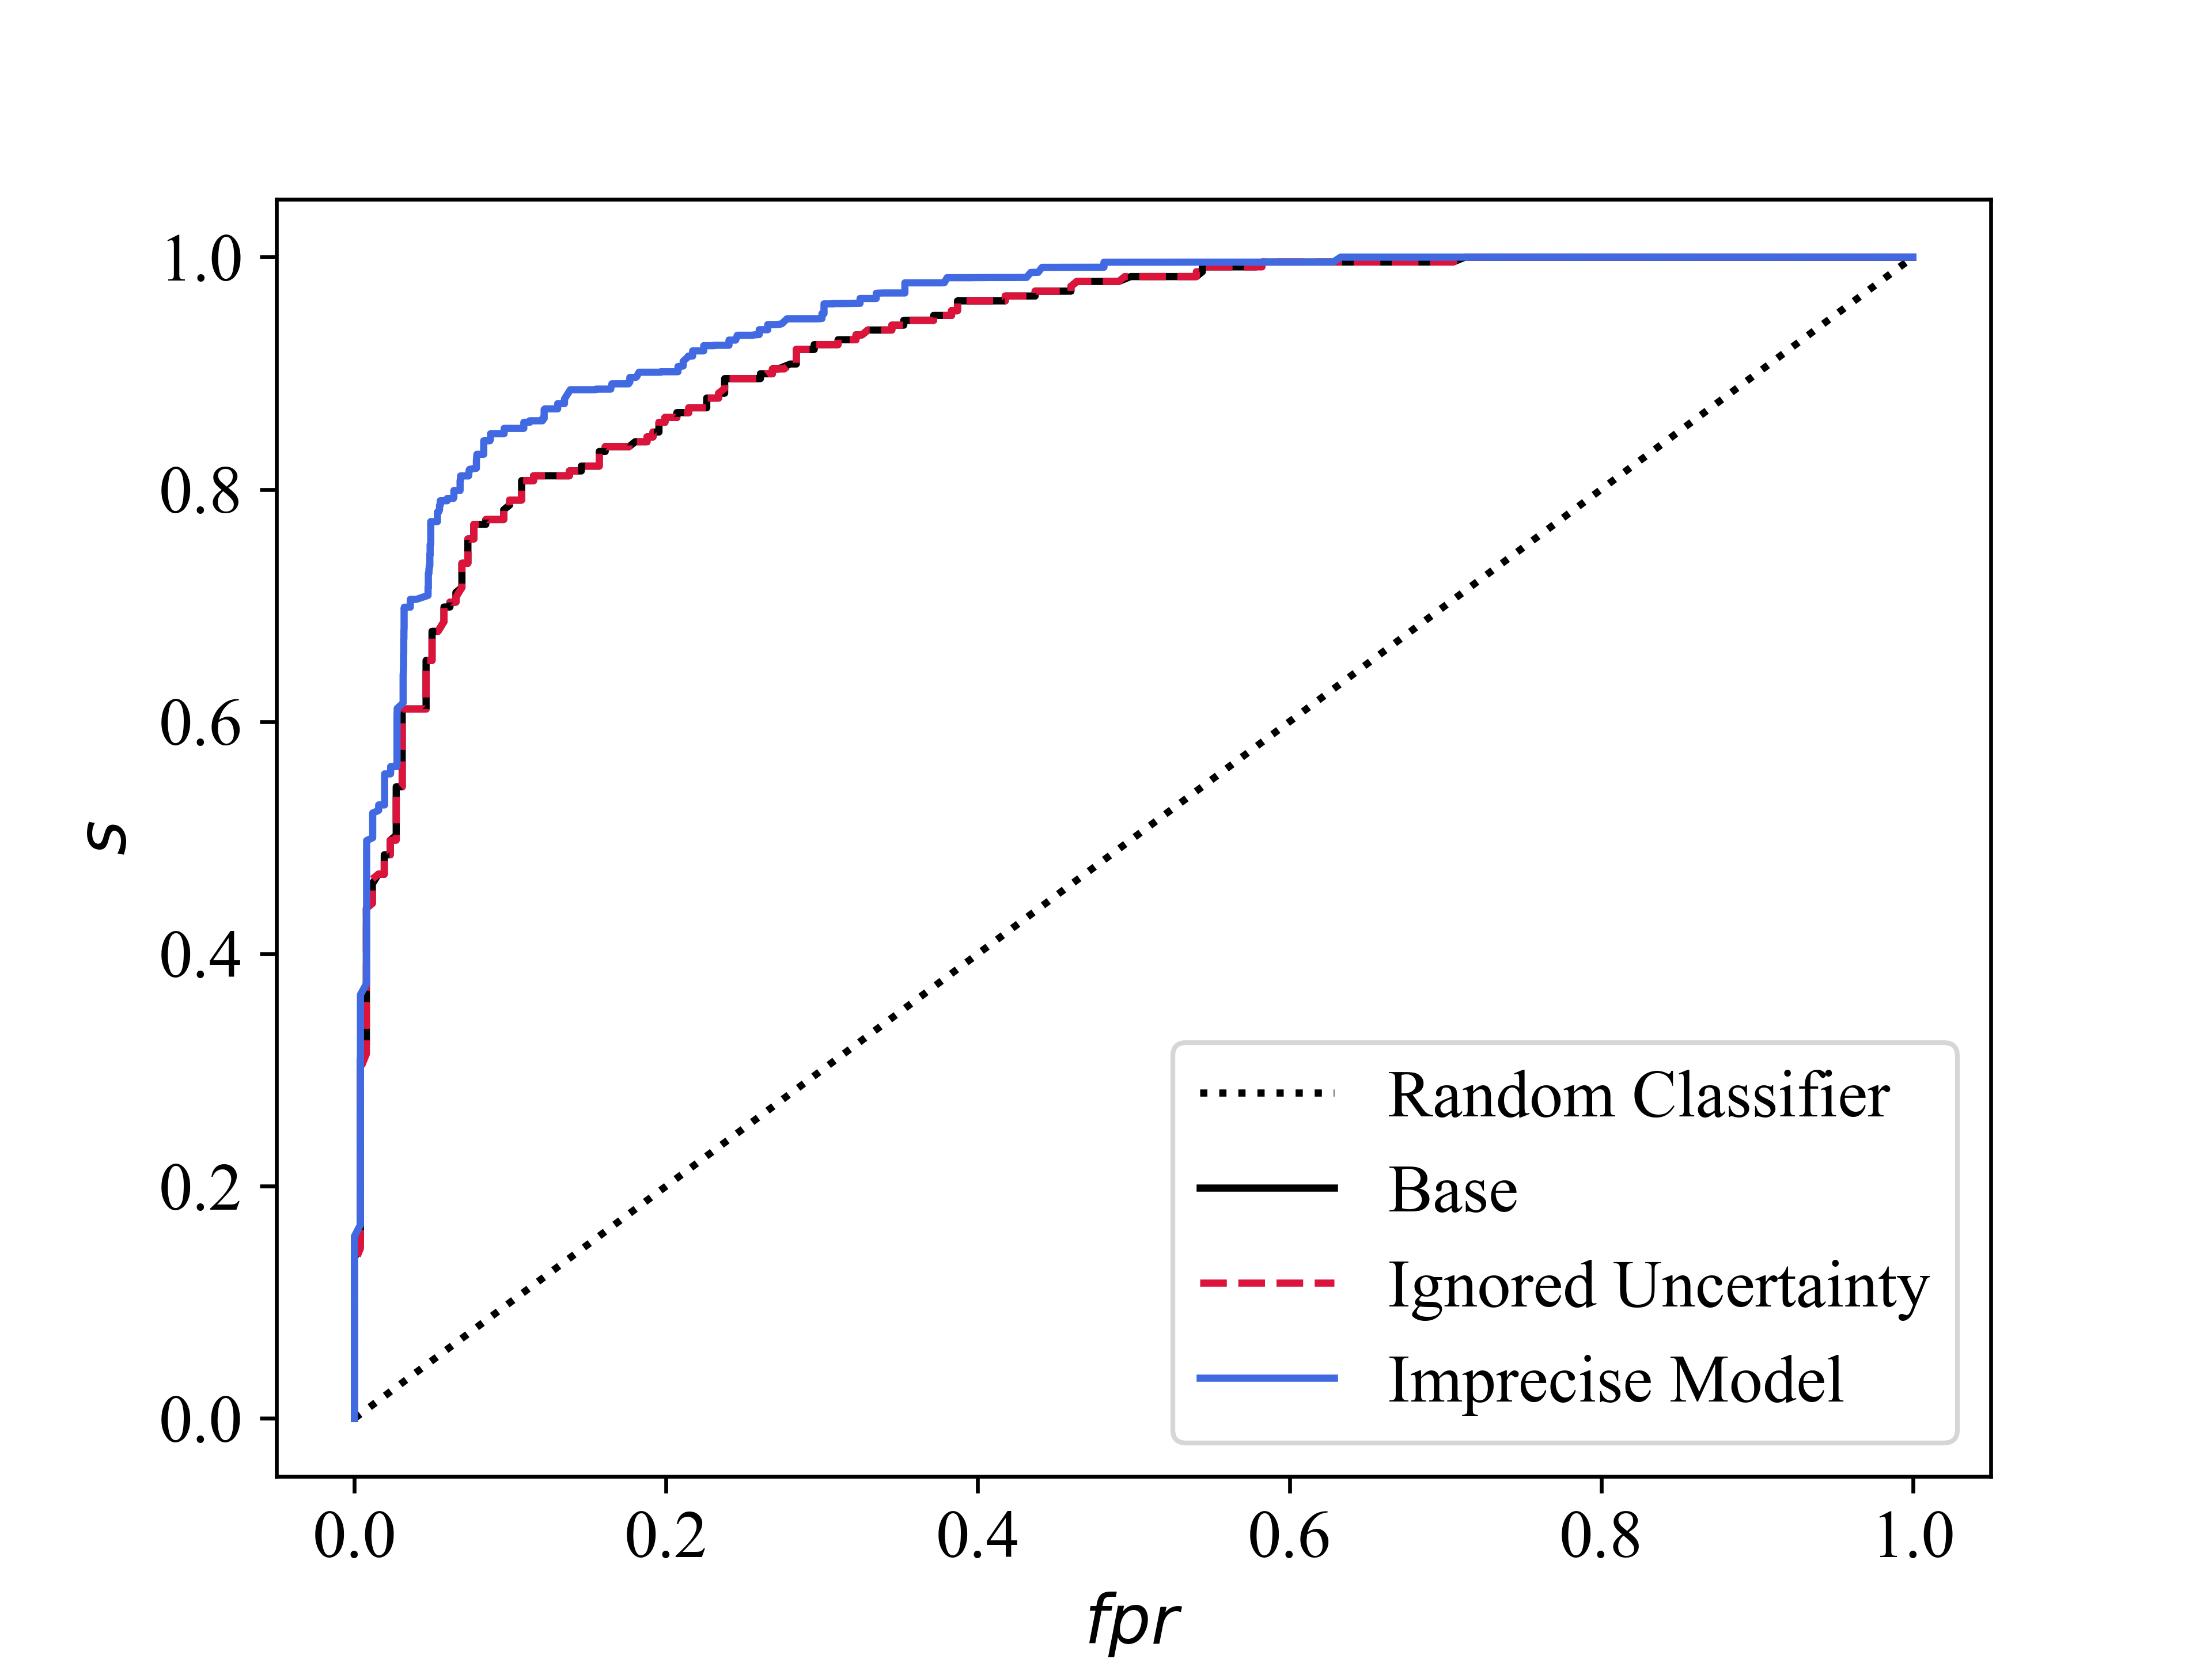 1.0
0.8
0.6
0.4
0.2
0.0
s
Random Classifier
Base
Ignored Uncertainty
Imprecise Model
0.0 0.2 0.4 0.6 0.8 1.0
fpr